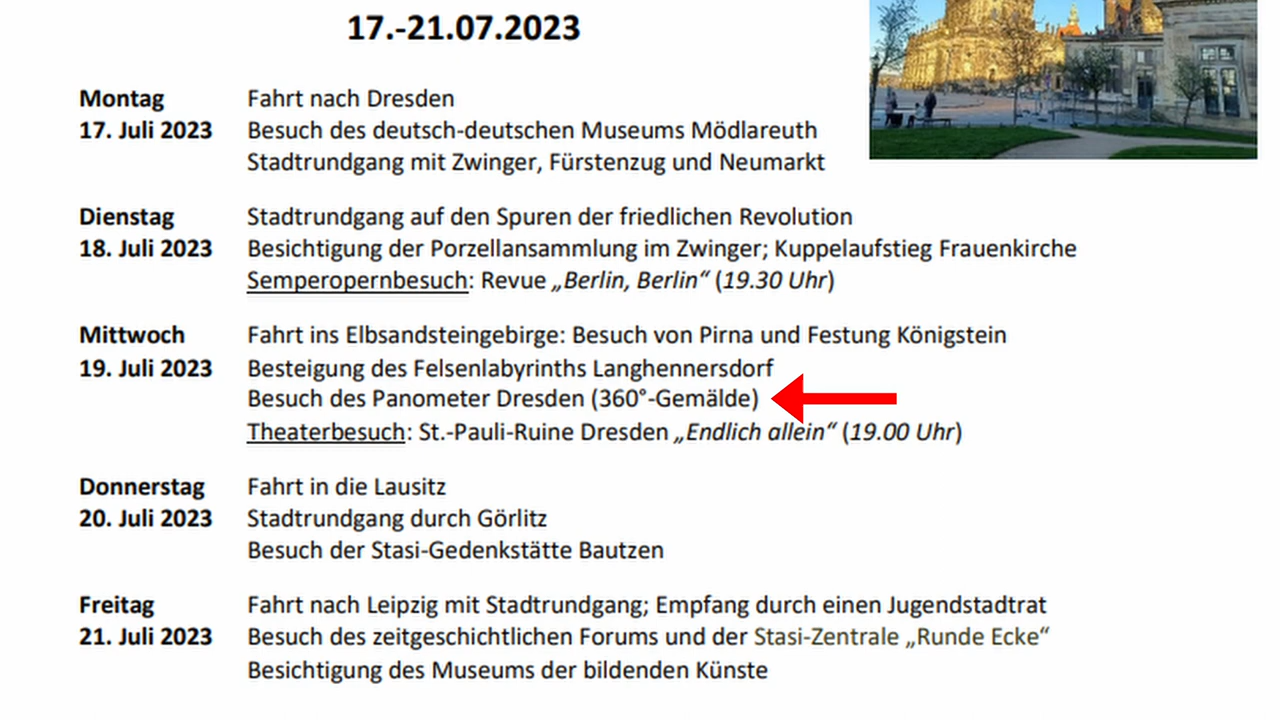 17.-21.07.2023
Montag Fahrt nach Dresden
17. Juli 2023 Besuch des deutsch-deutschen Museums Mödlareuth
Stadtrundgang mit Zwinger, Fürstenzug und Neumarkt
Dienstag Stadtrundgang auf den Spuren der friedlichen Revolution
18. Juli 2023 Besichtigung der Porzellansammlung im Zwinger; Kuppelaufstieg Frauenkirche
Semperopernbesuch: Revue „Berlin, Berlin“ (19.30 Uhr)
Mittwoch Fahrt ins Elbsandsteingebirge: Besuch von Pirna und Festung Königstein
19. Juli 2023 Besteigung des Felsenlabyrinths Langhennersdorf
Besuch des Panometer Dresden (360°-Gemälde)
Theaterbesuch: St.-Pauli-Ruine Dresden „Endlich allein“ (19.00 Uhr)
Donnerstag Fahrt in die Lausitz
20. Juli 2023 Stadtrundgang durch Görlitz
Besuch der Stasi-Gedenkstätte Bautzen
Freitag Fahrt nach Leipzig mit Stadtrundgang; Empfang durch einen Jugendstadtrat
21. Juli 2023 Besuch des zeitgeschichtlichen Forums und der Stasi-Zentrale „Runde Ecke“
Besichtigung des Museums der bildenden Künste